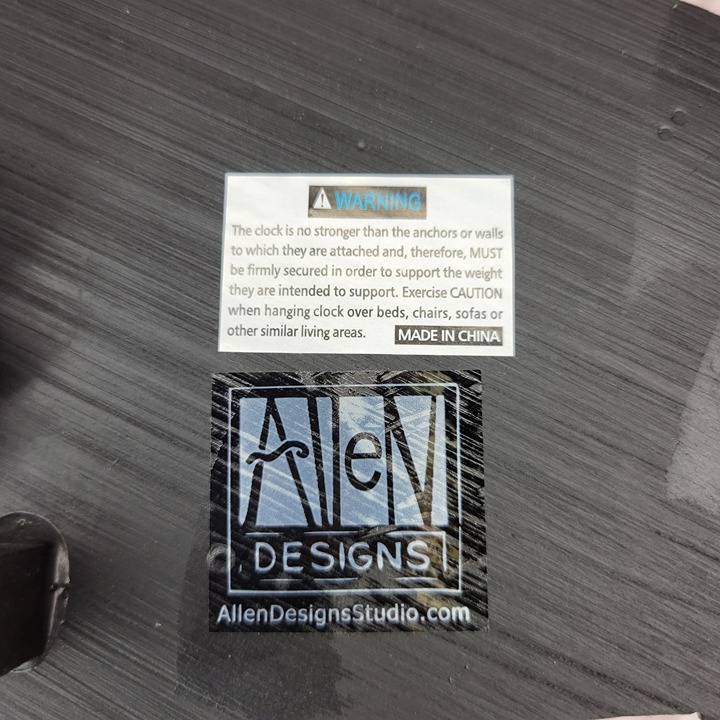 WARNING
The clock is no stronger than the anchors or walls
to which they are attached and, therefore, MUST
be firmly secured in order to support the weight
they are intended to support. Exercise CAUTION
when hanging clock over beds, chairs, sofas or
other similar living areas. MADE IN CHINA
AlleN
DESIGNS
AllenDesignsStudio.com